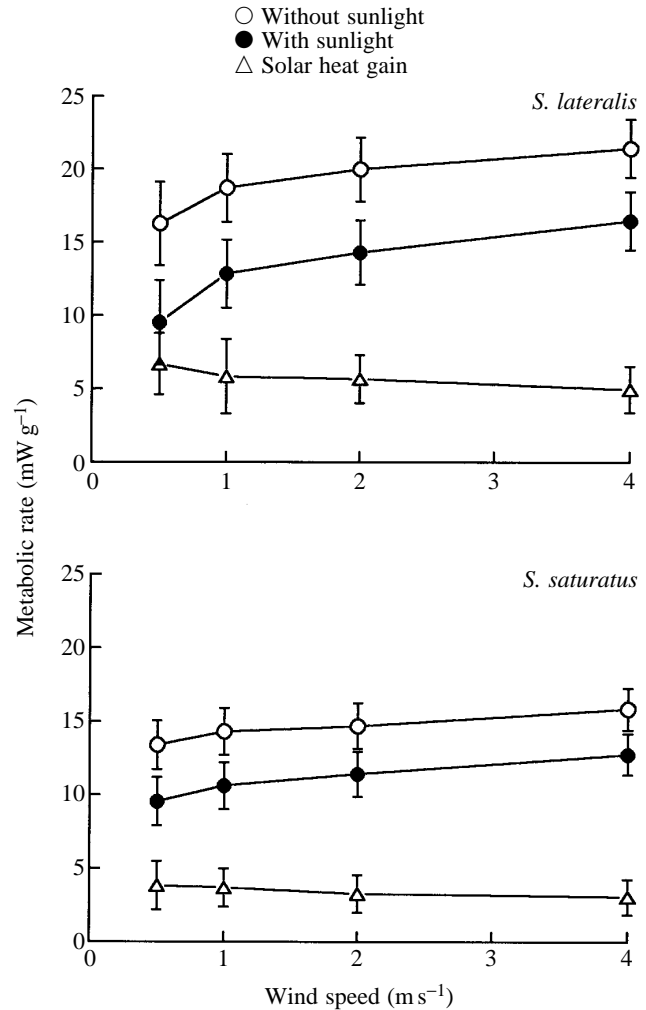 Without sunlight
With sunlight
Solar heat gain
S. lateralis
25
20
15
10
5
0
0 1 2 3 4
Metabolic rate (mW g⁻¹)
S. saturatus
25
20
15
10
5
0
0 1 2 3 4
Wind speed (m s⁻¹)